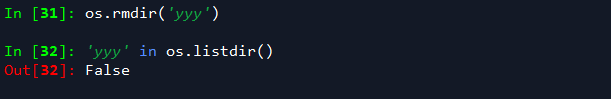 In [31]: os.rmdir('yyy')
In [32]: 'yyy' in os.listdir()
Out[32]: False